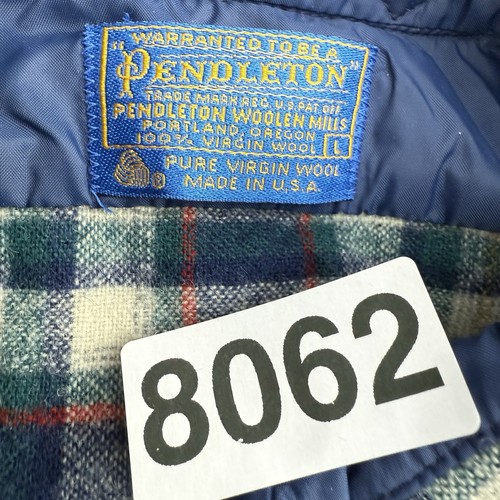 WARRANTED TO BE A
"PENDLETON"
TRADE MARK REG. U.S. PAT. OFF.
PENDLETON WOOLEN MILLS
PORTLAND, OREGON
100% VIRGIN WOOL L
PURE VIRGIN WOOL
® MADE IN U.S.A.
8062